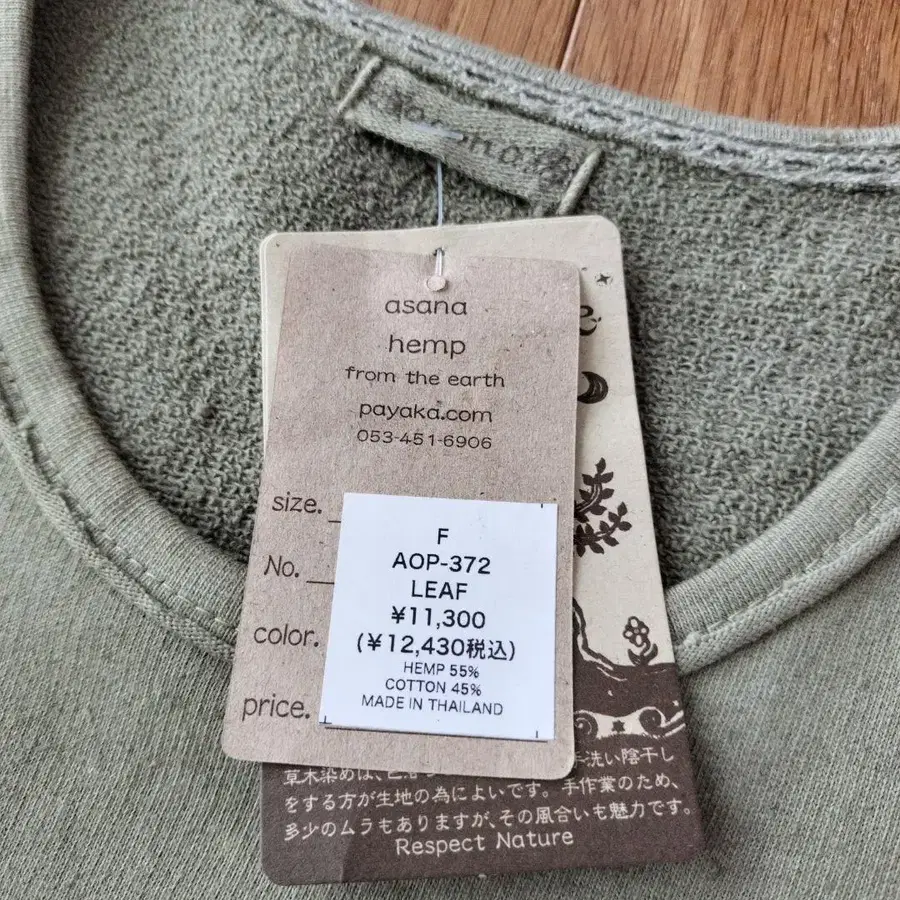 asana
hemp
from the earth
payaka.com
053-451-6906
size.
F
No.
AOP-372
color.
LEAF
¥11,300
(¥12,430税込)
price.
HEMP 55%
COTTON 45%
MADE IN THAILAND
手洗い陰干し
草木染めは、
をする方が生地の為によいです。手作業のため、
多少のムラもありますが、その風合いも魅力です。
Respect Nature